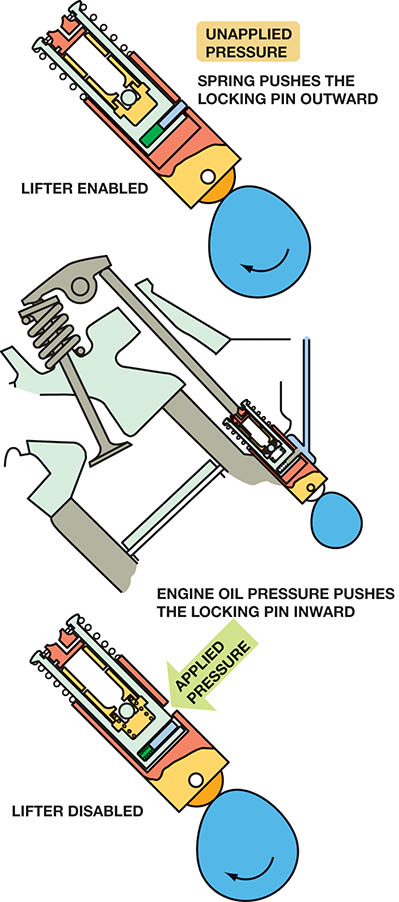 UNAPPLIED
PRESSURE
SPRING PUSHES THE
LOCKING PIN OUTWARD
LIFTER ENABLED
ENGINE OIL PRESSURE PUSHES
THE LOCKING PIN INWARD
APPLIED
PRESSURE
LIFTER DISABLED